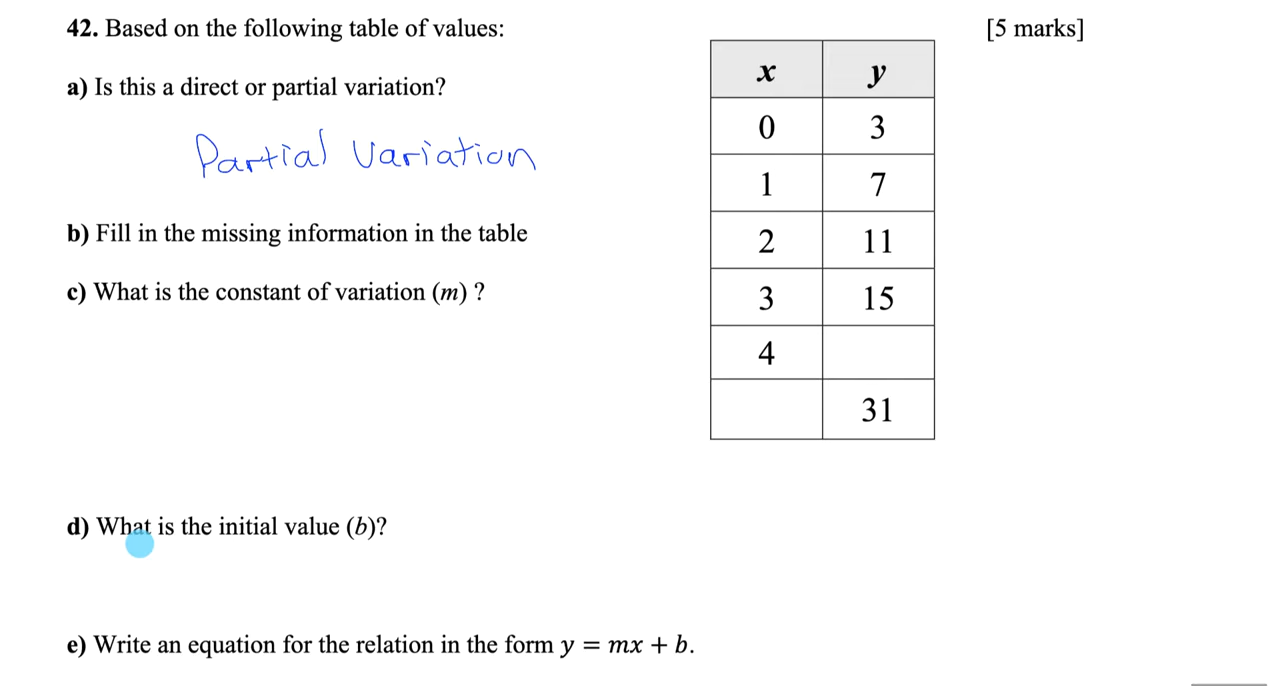 42. Based on the following table of values:
[5 marks]
a) Is this a direct or partial variation?
Partial Variation
b) Fill in the missing information in the table
c) What is the constant of variation (m) ?
x y
0 3
1 7
2 11
3 15
4
31
d) What is the initial value (b)?
e) Write an equation for the relation in the form y = mx + b.